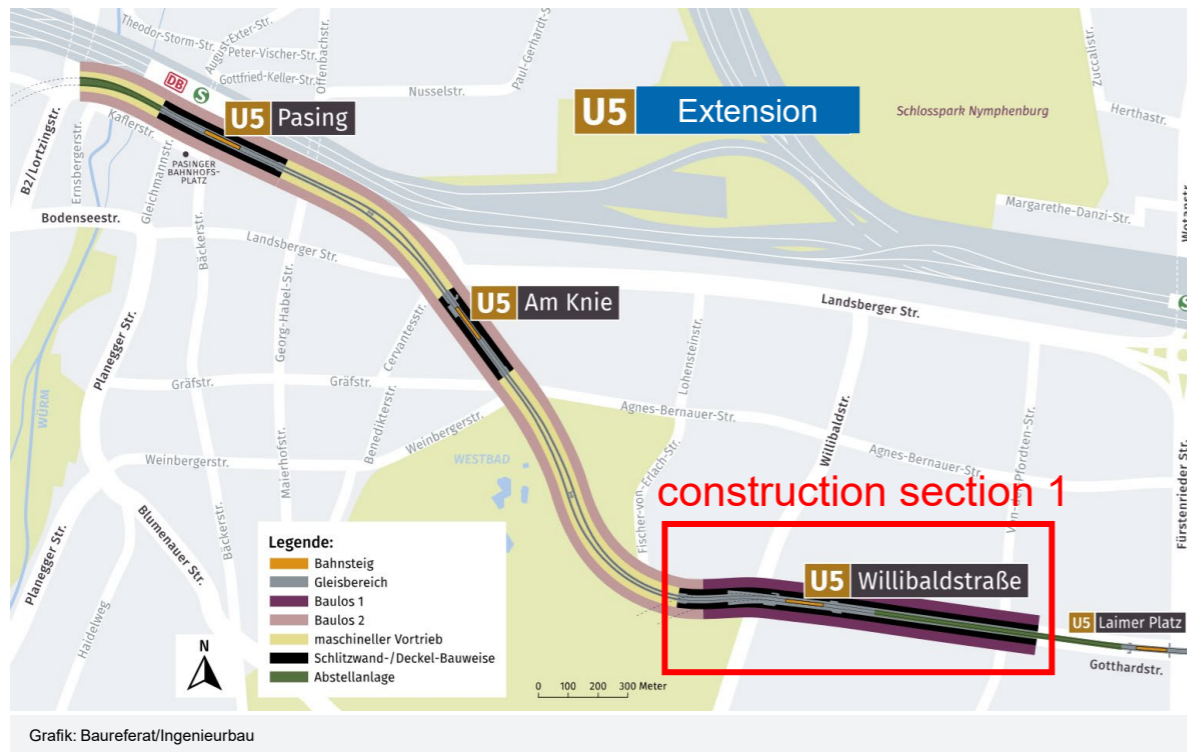 Theodor-Storm-Str.
August-Exter-Str.
Peter-Vischer-Str.
Gottfried-Keller-Str.
Offenbachstr.
Nusselstr.
Zuccalistr.
Herthastr.
DB
S
U5 Pasing
U5 Extension
Schlosspark Nymphenburg
B2/Lortzingstr.
Ernsbergerstr.
Kaflerstr.
Gleichmannstr.
PASINGER
BAHNHOFS-
PLATZ
Bodenseestr.
Bäckerstr.
Landsberger Str.
Georg-Habel-Str.
Margarethe-Danzi-Str.
Wotanstr.
S
U5 Am Knie
Landsberger Str.
Planegger Str.
Cervantesstr.
Lohensteinstr.
WÜRM
Gräfstr.
Gräfstr.
Benedikterstr.
Agnes-Bernauer-Str.
Willibaldstr.
Agnes-Bernauer-Str.
Weinbergerstr.
Weinbergerstr.
Maierhofstr.
WESTBAD
Fischer-von-Erlach-Str.
Fürstenrieder Str.
construction section 1
Planegger Str.
Blumenauer Str.
Bäckerstr.
Haidelweg
U5 Willibaldstraße
U5 Laimer Platz
Gotthardstr.
Legende:
Bahnsteig
Gleisbereich
Baulos 1
Baulos 2
maschineller Vortrieb
Schlitzwand-/Deckel-Bauweise
Abstellanlage
N
0 100 200 300 Meter
Grafik: Baureferat/Ingenieurbau